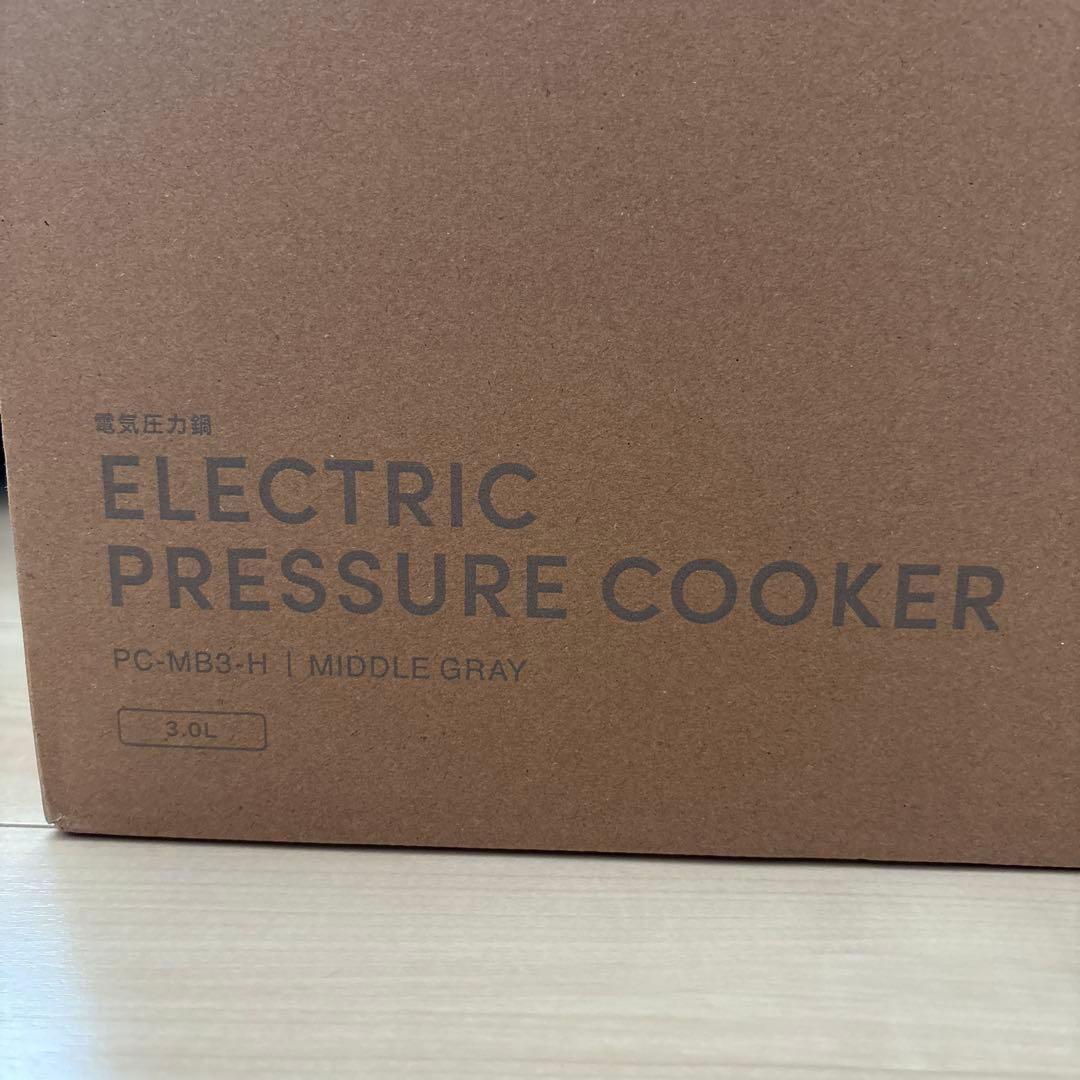 電気圧力鍋
ELECTRIC
PRESSURE COOKER
PC-MB3-H | MIDDLE GRAY
3.0L